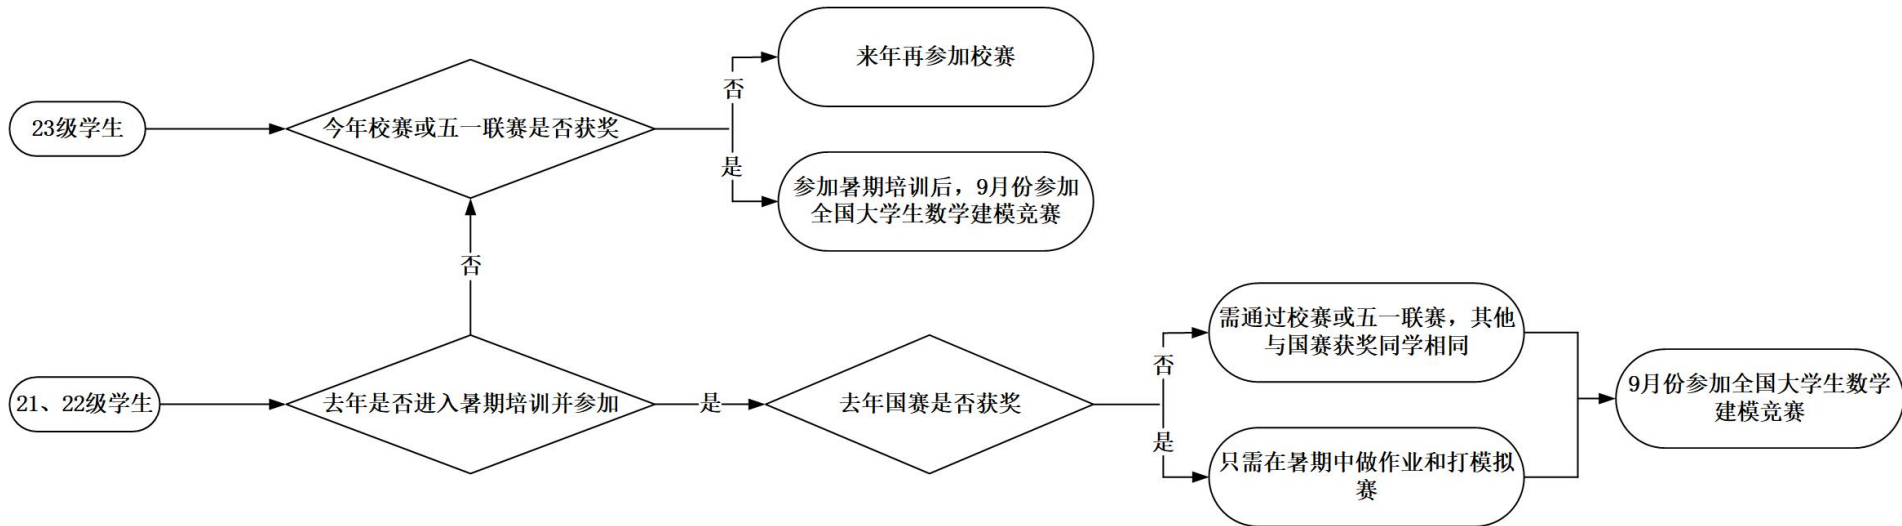 来年再参加校赛
否
23级学生
今年校赛或五一联赛是否获奖
是
参加暑期培训后，9月份参加
全国大学生数学建模竞赛
否
需通过校赛或五一联赛，其他
与国赛获奖同学相同
否
21、22级学生
去年是否进入暑期培训并参加
是
去年国赛是否获奖
9月份参加全国大学生数学
建模竞赛
是
只需在暑期中做作业和打模拟
赛